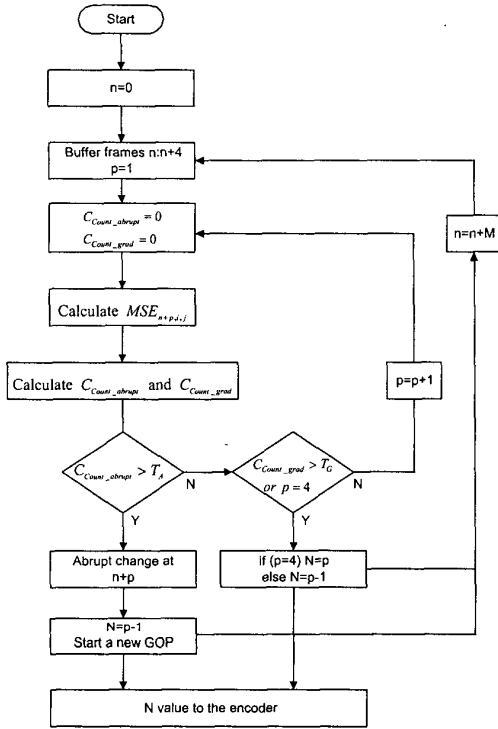 Start
n=0
Buffer frames n:n+4
p=1
C_Count_abrupt = 0
C_Count_grad = 0
n=n+M
Calculate MSE_n+p,i,j
Calculate C_Count_abrupt and C_Count_grad
p=p+1
C_Count_abrupt > T_A
N
C_Count_grad > T_G
or p = 4
N
Y
Y
Abrupt change at
n+p
if (p=4) N=p
else N=p-1
N=p-1
Start a new GOP
N value to the encoder